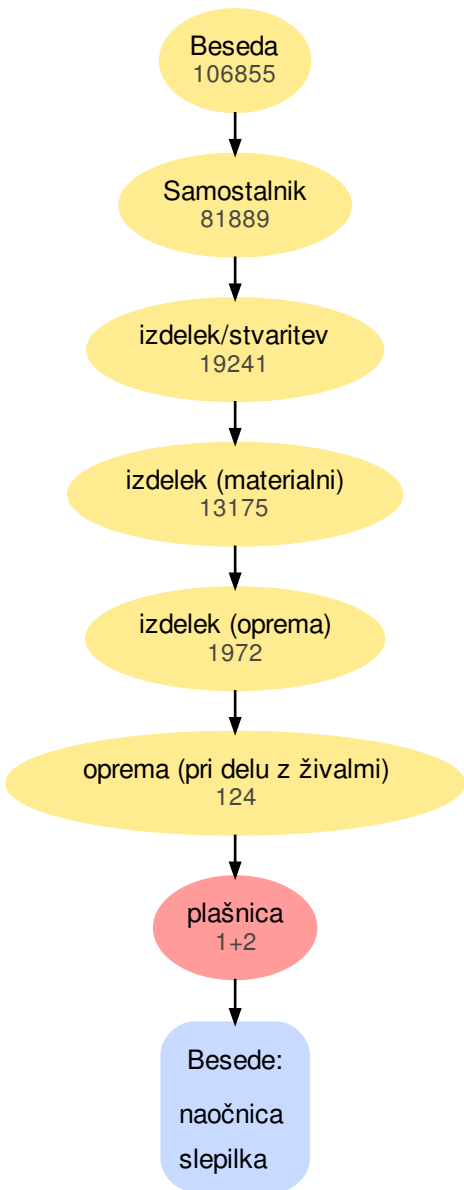 Beseda
106855
Samostalnik
81889
izdelek/stvaritev
19241
izdelek (materialni)
13175
izdelek (oprema)
1972
oprema (pri delu z živalmi)
124
plašnica
1+2
Besede:
naočnica
slepilka